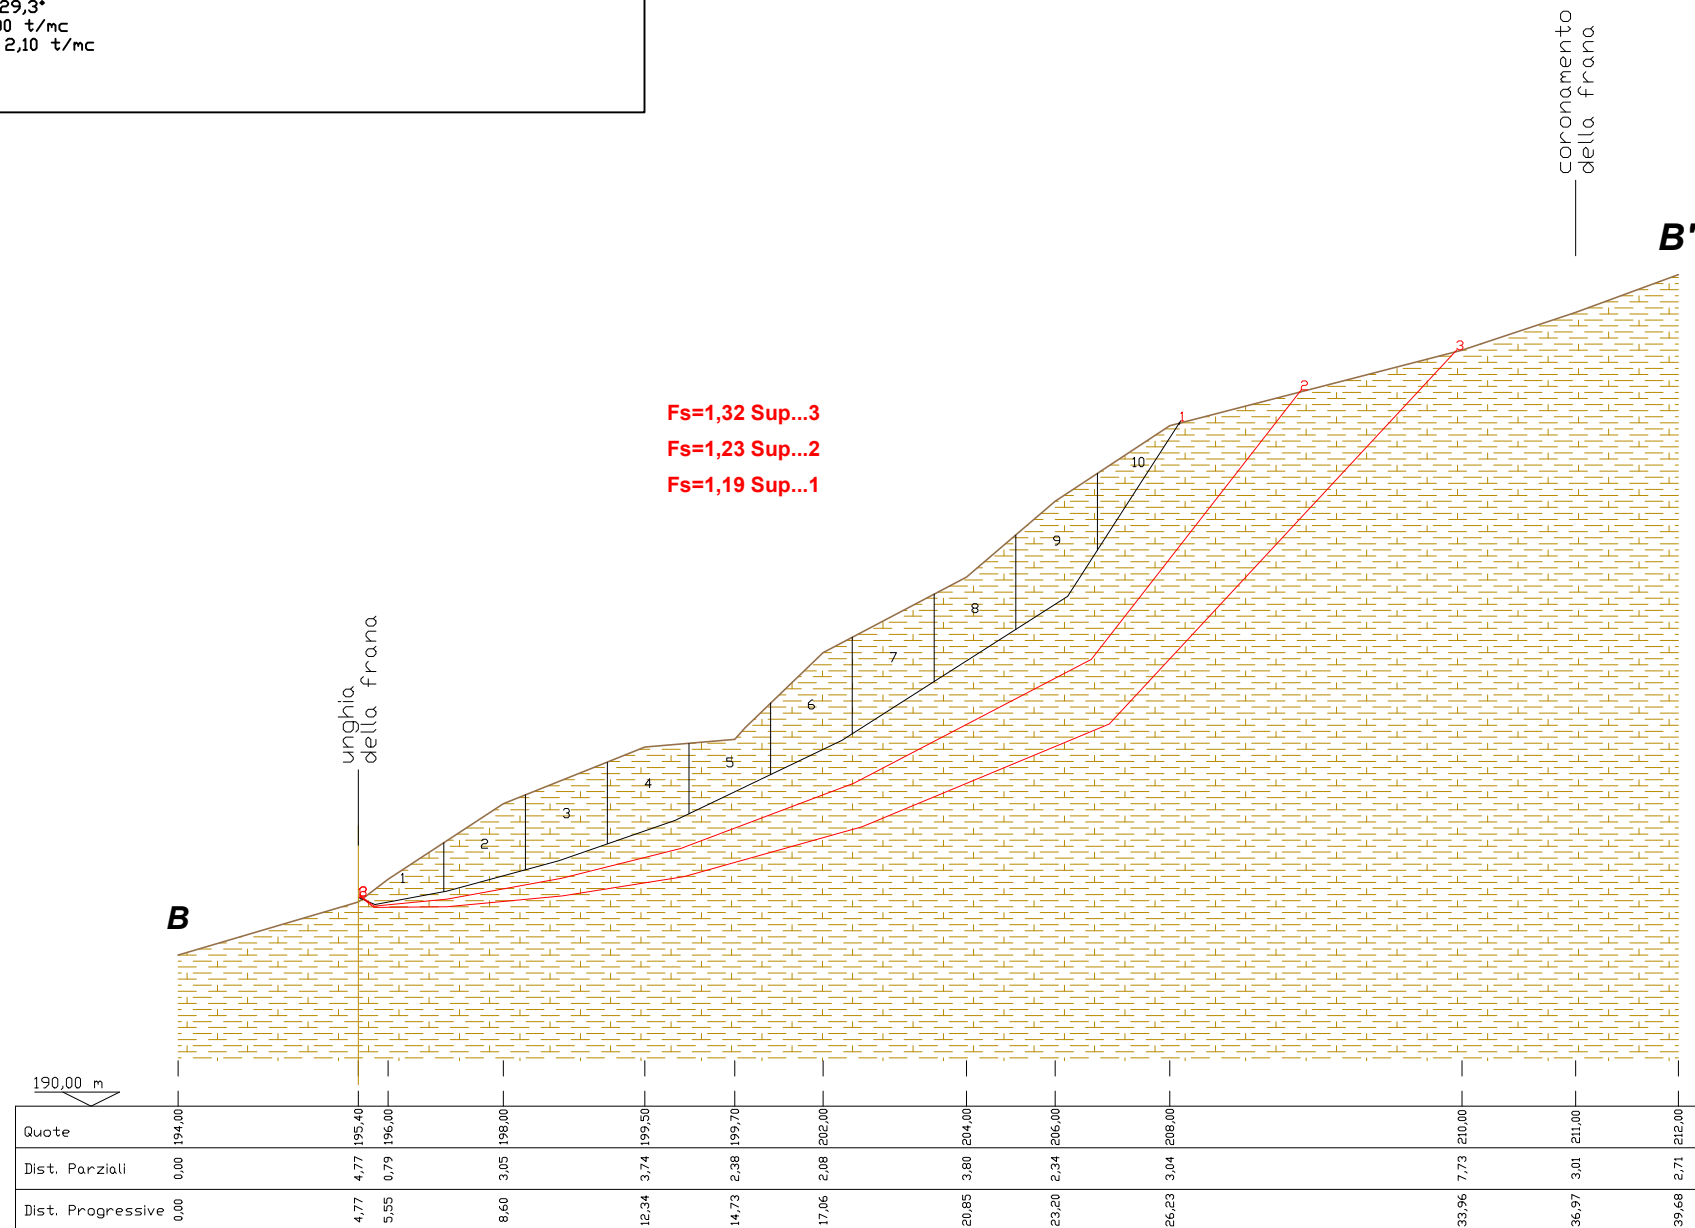 29,3°
00 t/mc
2,10 t/mc
coronamento
della frana
B'
3
2
Fs=1,32 Sup...3
1
Fs=1,23 Sup...2
10
Fs=1,19 Sup...1
9
8
unghia
della frana
7
6
5
4
3
2
1
B
190,00 m
Quote 194,00 195,40 196,00 198,00 199,50 199,70 202,00 204,00 206,00 208,00 210,00 211,00 212,00
Dist. Parziali 0,00 4,77 0,79 3,05 3,74 2,38 2,08 3,80 2,34 3,04 7,73 3,01 2,71
Dist. Progressive 0,00 4,77 5,55 8,60 12,34 14,73 17,06 20,85 23,20 26,23 33,96 36,97 39,68